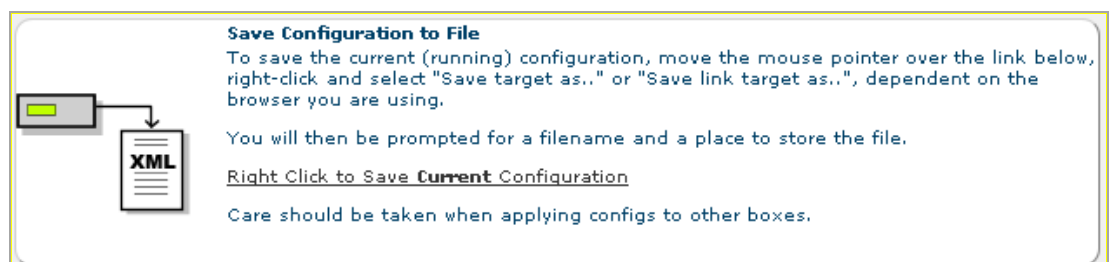 Save Configuration to File
To save the current (running) configuration, move the mouse pointer over the link below,
right-click and select "Save target as.." or "Save link target as..", dependent on the
browser you are using.
You will then be prompted for a filename and a place to store the file.
XML
Right Click to Save Current Configuration
Care should be taken when applying configs to other boxes.